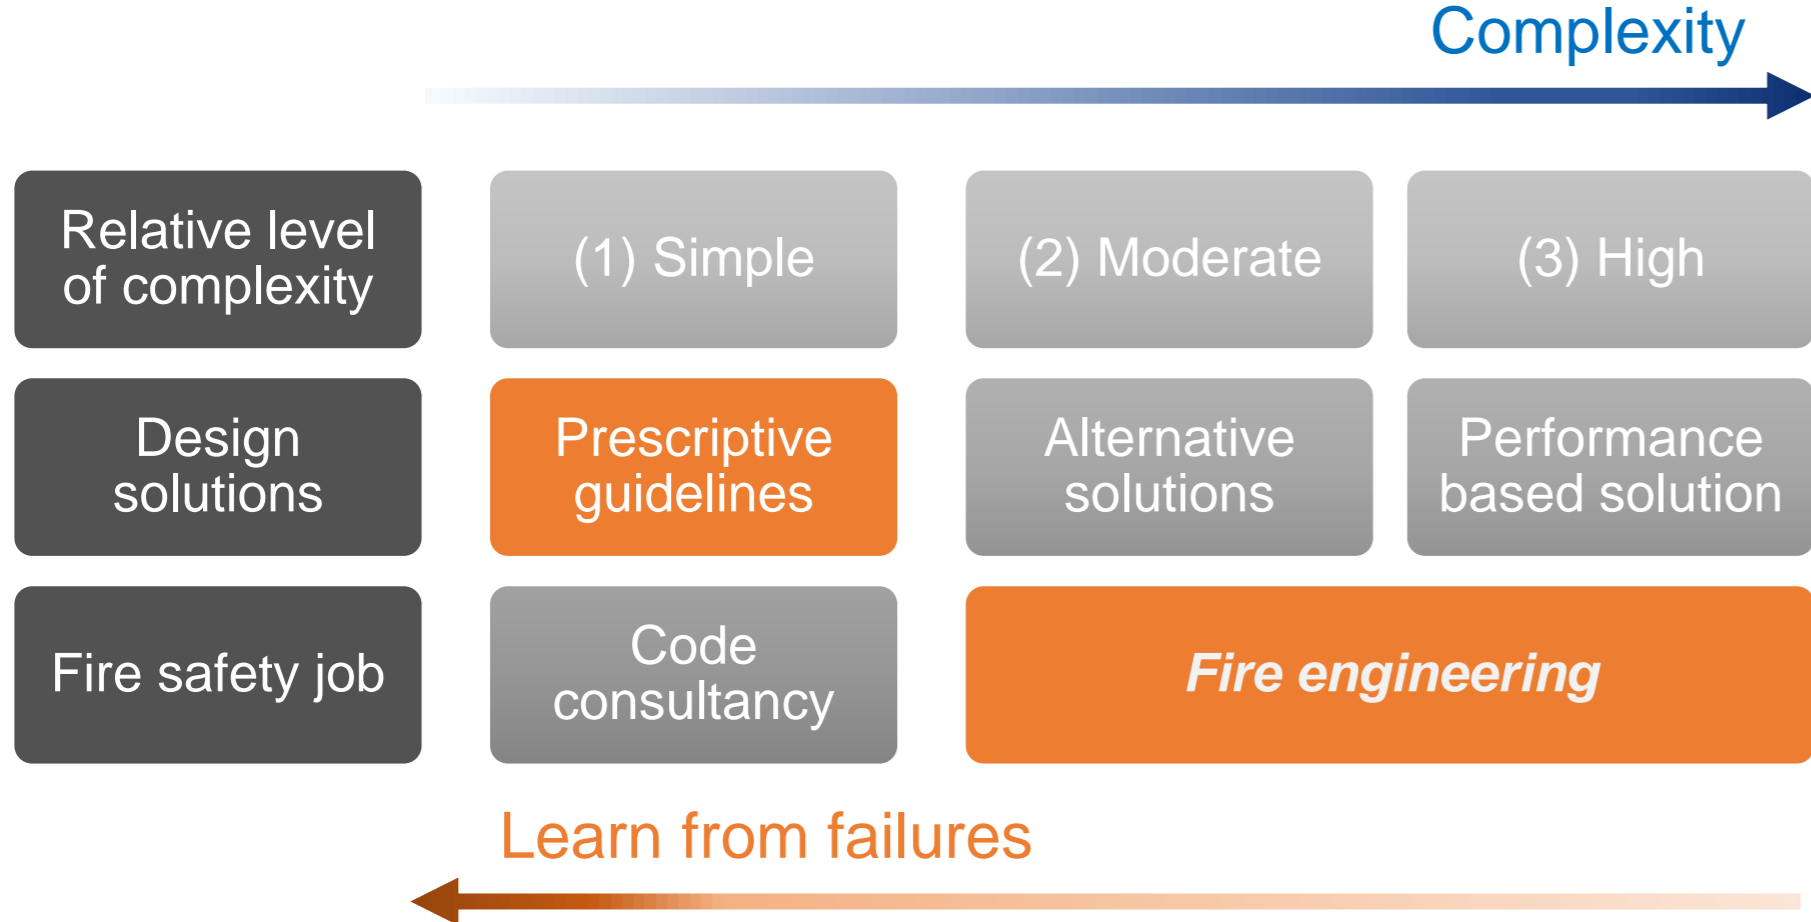 Complexity
Relative level
of complexity
(1) Simple
(2) Moderate
(3) High
Design
solutions
Prescriptive
guidelines
Alternative
solutions
Performance
based solution
Fire safety job
Code
consultancy
Fire engineering
Learn from failures